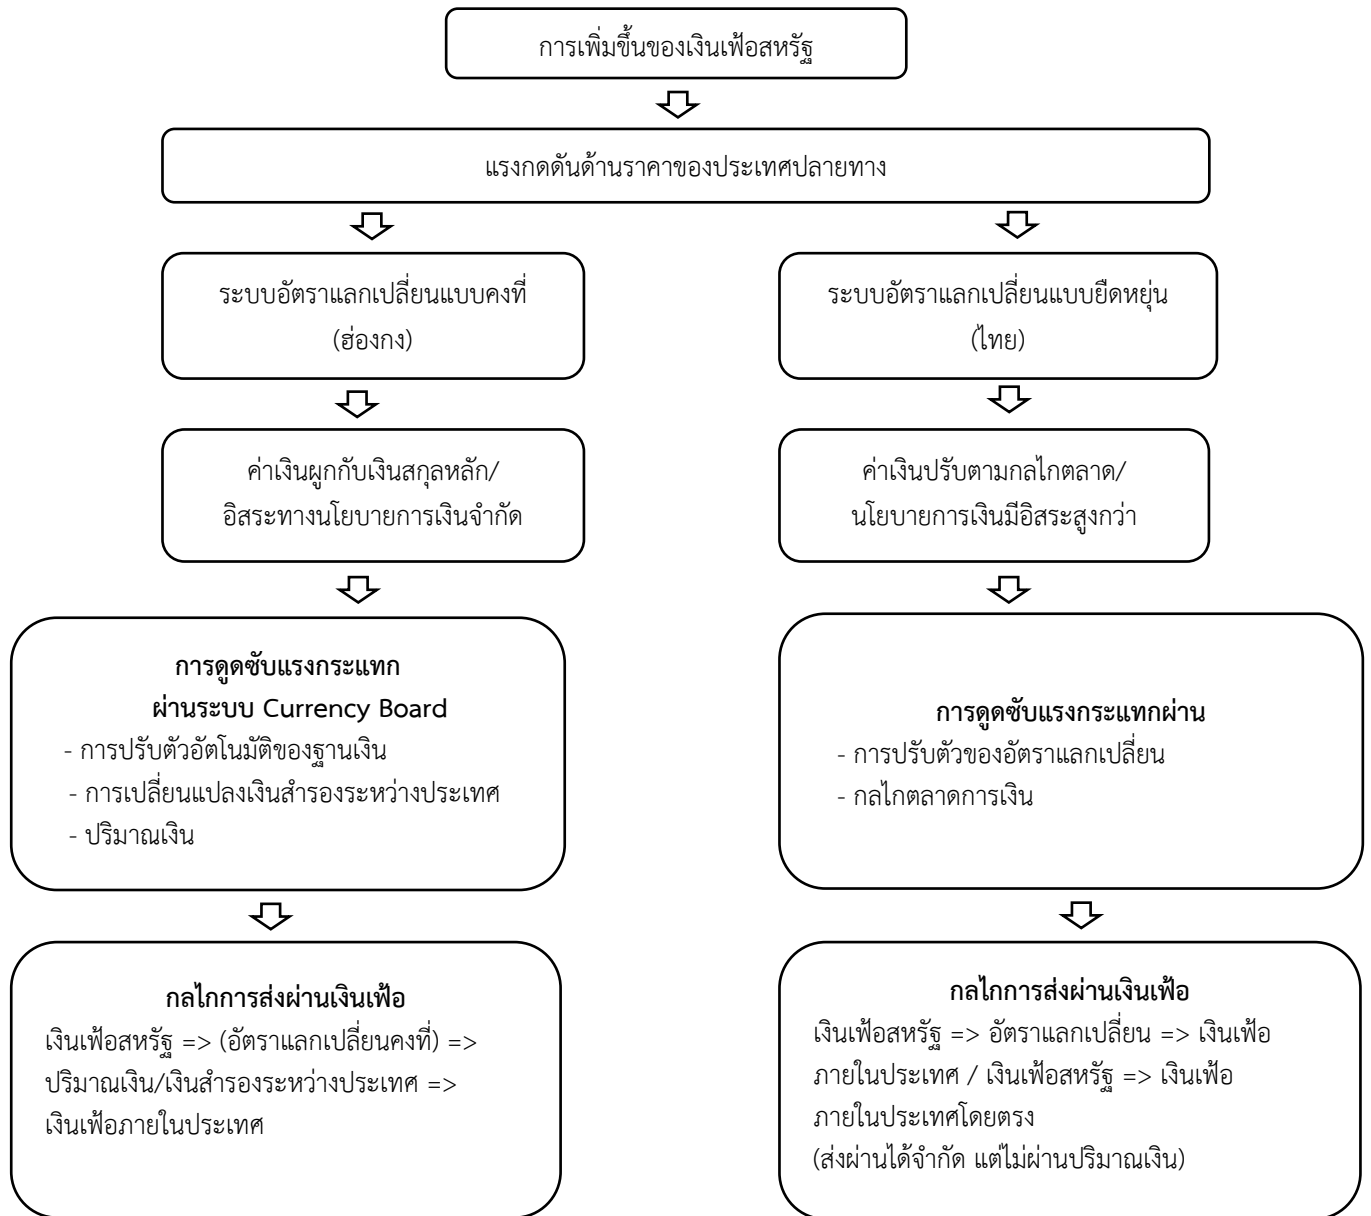 การเพิ่มขึ้นของเงินเฟ้อสหรัฐ
แรงกดดันด้านราคาของประเทศปลายทาง
ระบบอัตราแลกเปลี่ยนแบบคงที่
(ฮ่องกง)
ระบบอัตราแลกเปลี่ยนแบบยืดหยุ่น
(ไทย)
ค่าเงินผูกกับเงินสกุลหลัก/
อิสระทางนโยบายการเงินจำกัด
ค่าเงินปรับตามกลไกตลาด/
นโยบายการเงินมีอิสระสูงกว่า
การดูดซับแรงกระแทก
ผ่านระบบ Currency Board
- การปรับตัวอัตโนมัติของฐานเงิน
- การเปลี่ยนแปลงเงินสำรองระหว่างประเทศ
- ปริมาณเงิน
การดูดซับแรงกระแทกผ่าน
- การปรับตัวของอัตราแลกเปลี่ยน
- กลไกตลาดการเงิน
กลไกการส่งผ่านเงินเฟ้อ
เงินเฟ้อสหรัฐ => (อัตราแลกเปลี่ยนคงที่) =>
ปริมาณเงิน/เงินสำรองระหว่างประเทศ =>
เงินเฟ้อภายในประเทศ
กลไกการส่งผ่านเงินเฟ้อ
เงินเฟ้อสหรัฐ => อัตราแลกเปลี่ยน => เงินเฟ้อ
ภายในประเทศ / เงินเฟ้อสหรัฐ => เงินเฟ้อ
ภายในประเทศโดยตรง
(ส่งผ่านได้จำกัด แต่ไม่ผ่านปริมาณเงิน)